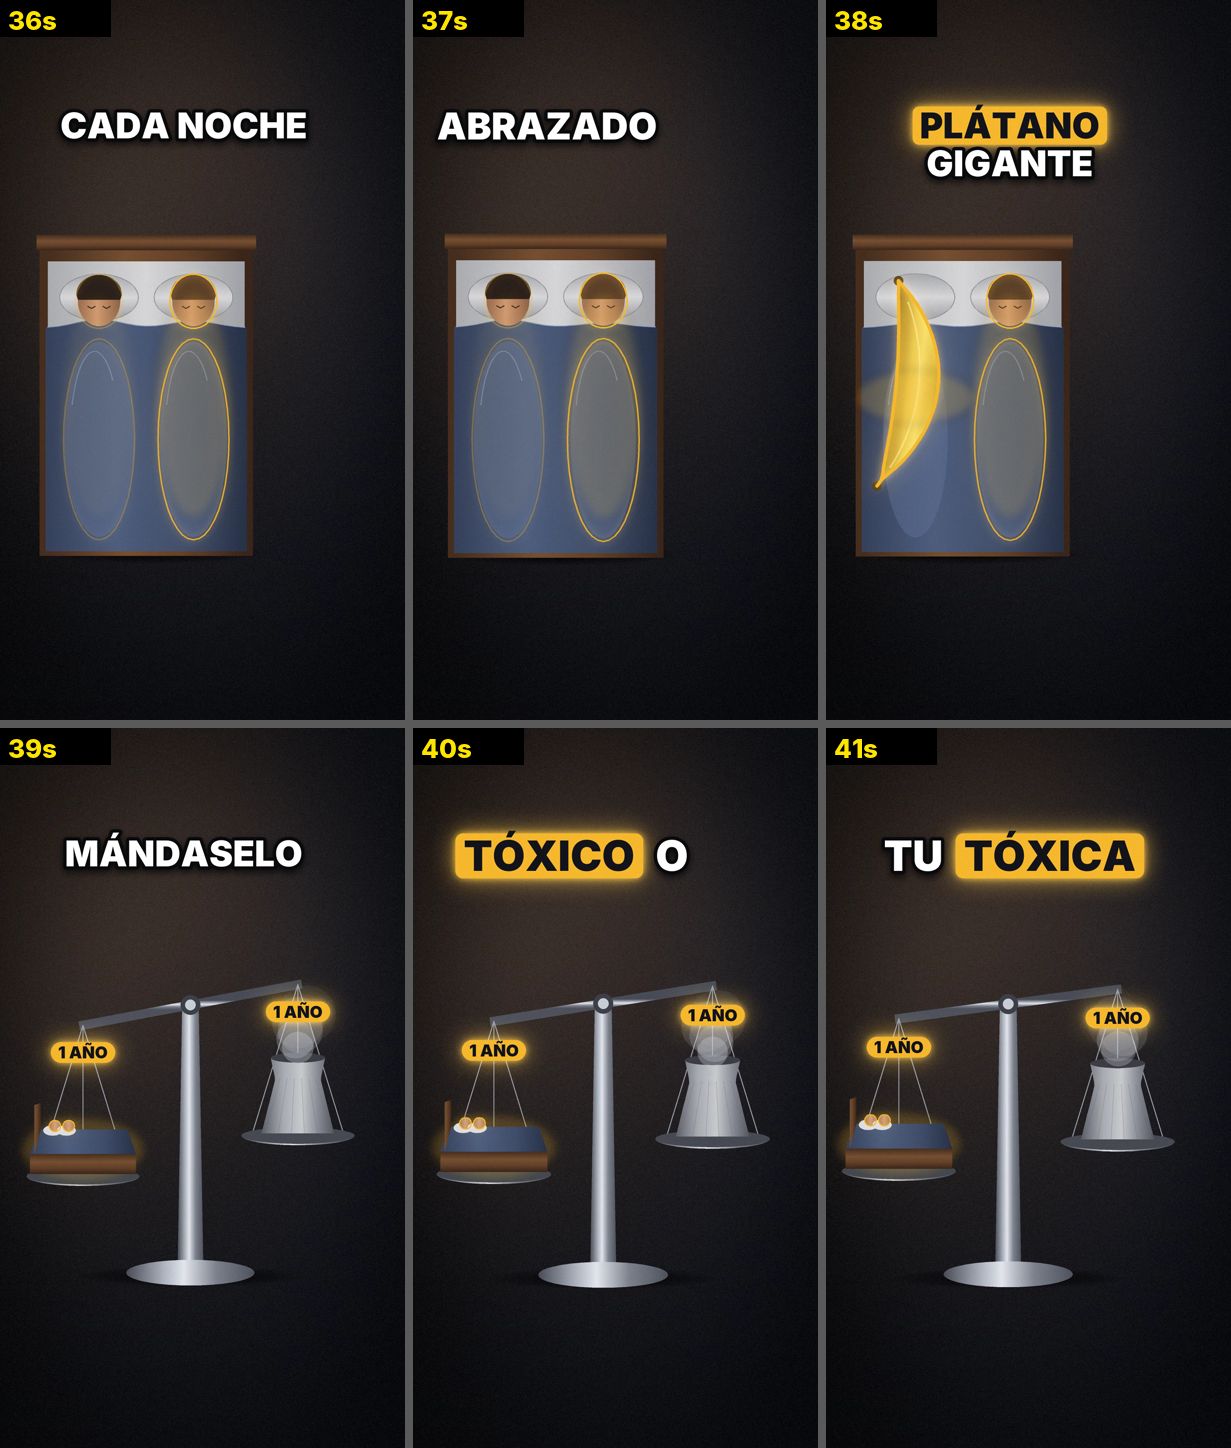 36s
CADA NOCHE
37s
ABRAZADO
38s
PLÁTANO
GIGANTE
39s
MÁNDASELO
1 AÑO
1 AÑO
40s
TÓXICO O
1 AÑO
1 AÑO
41s
TU TÓXICA
1 AÑO
1 AÑO